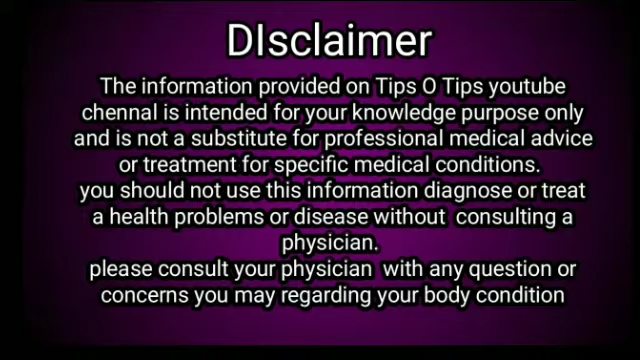 DIsclaimer
The information provided on Tips O Tips youtube
chennal is intended for your knowledge purpose only
and is not a substitute for professional medical advice
or treatment for specific medical conditions.
you should not use this information diagnose or treat
a health problems or disease without  consulting a
physician.
please consult your physician  with any question or
concerns you may regarding your body condition